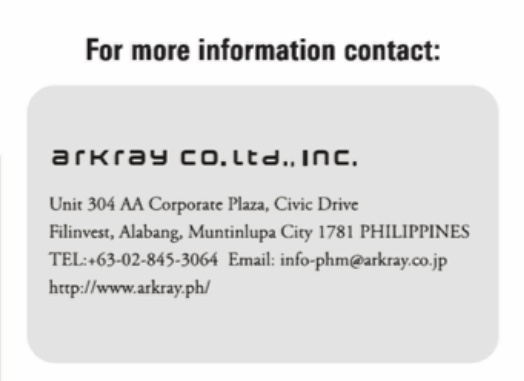 For more information contact:
arkray co.ltd.,INC.
Unit 304 AA Corporate Plaza, Civic Drive
Filinvest, Alabang, Muntinlupa City 1781 PHILIPPINES
TEL:+63-02-845-3064 Email: info-phm@arkray.co.jp
http://www.arkray.ph/